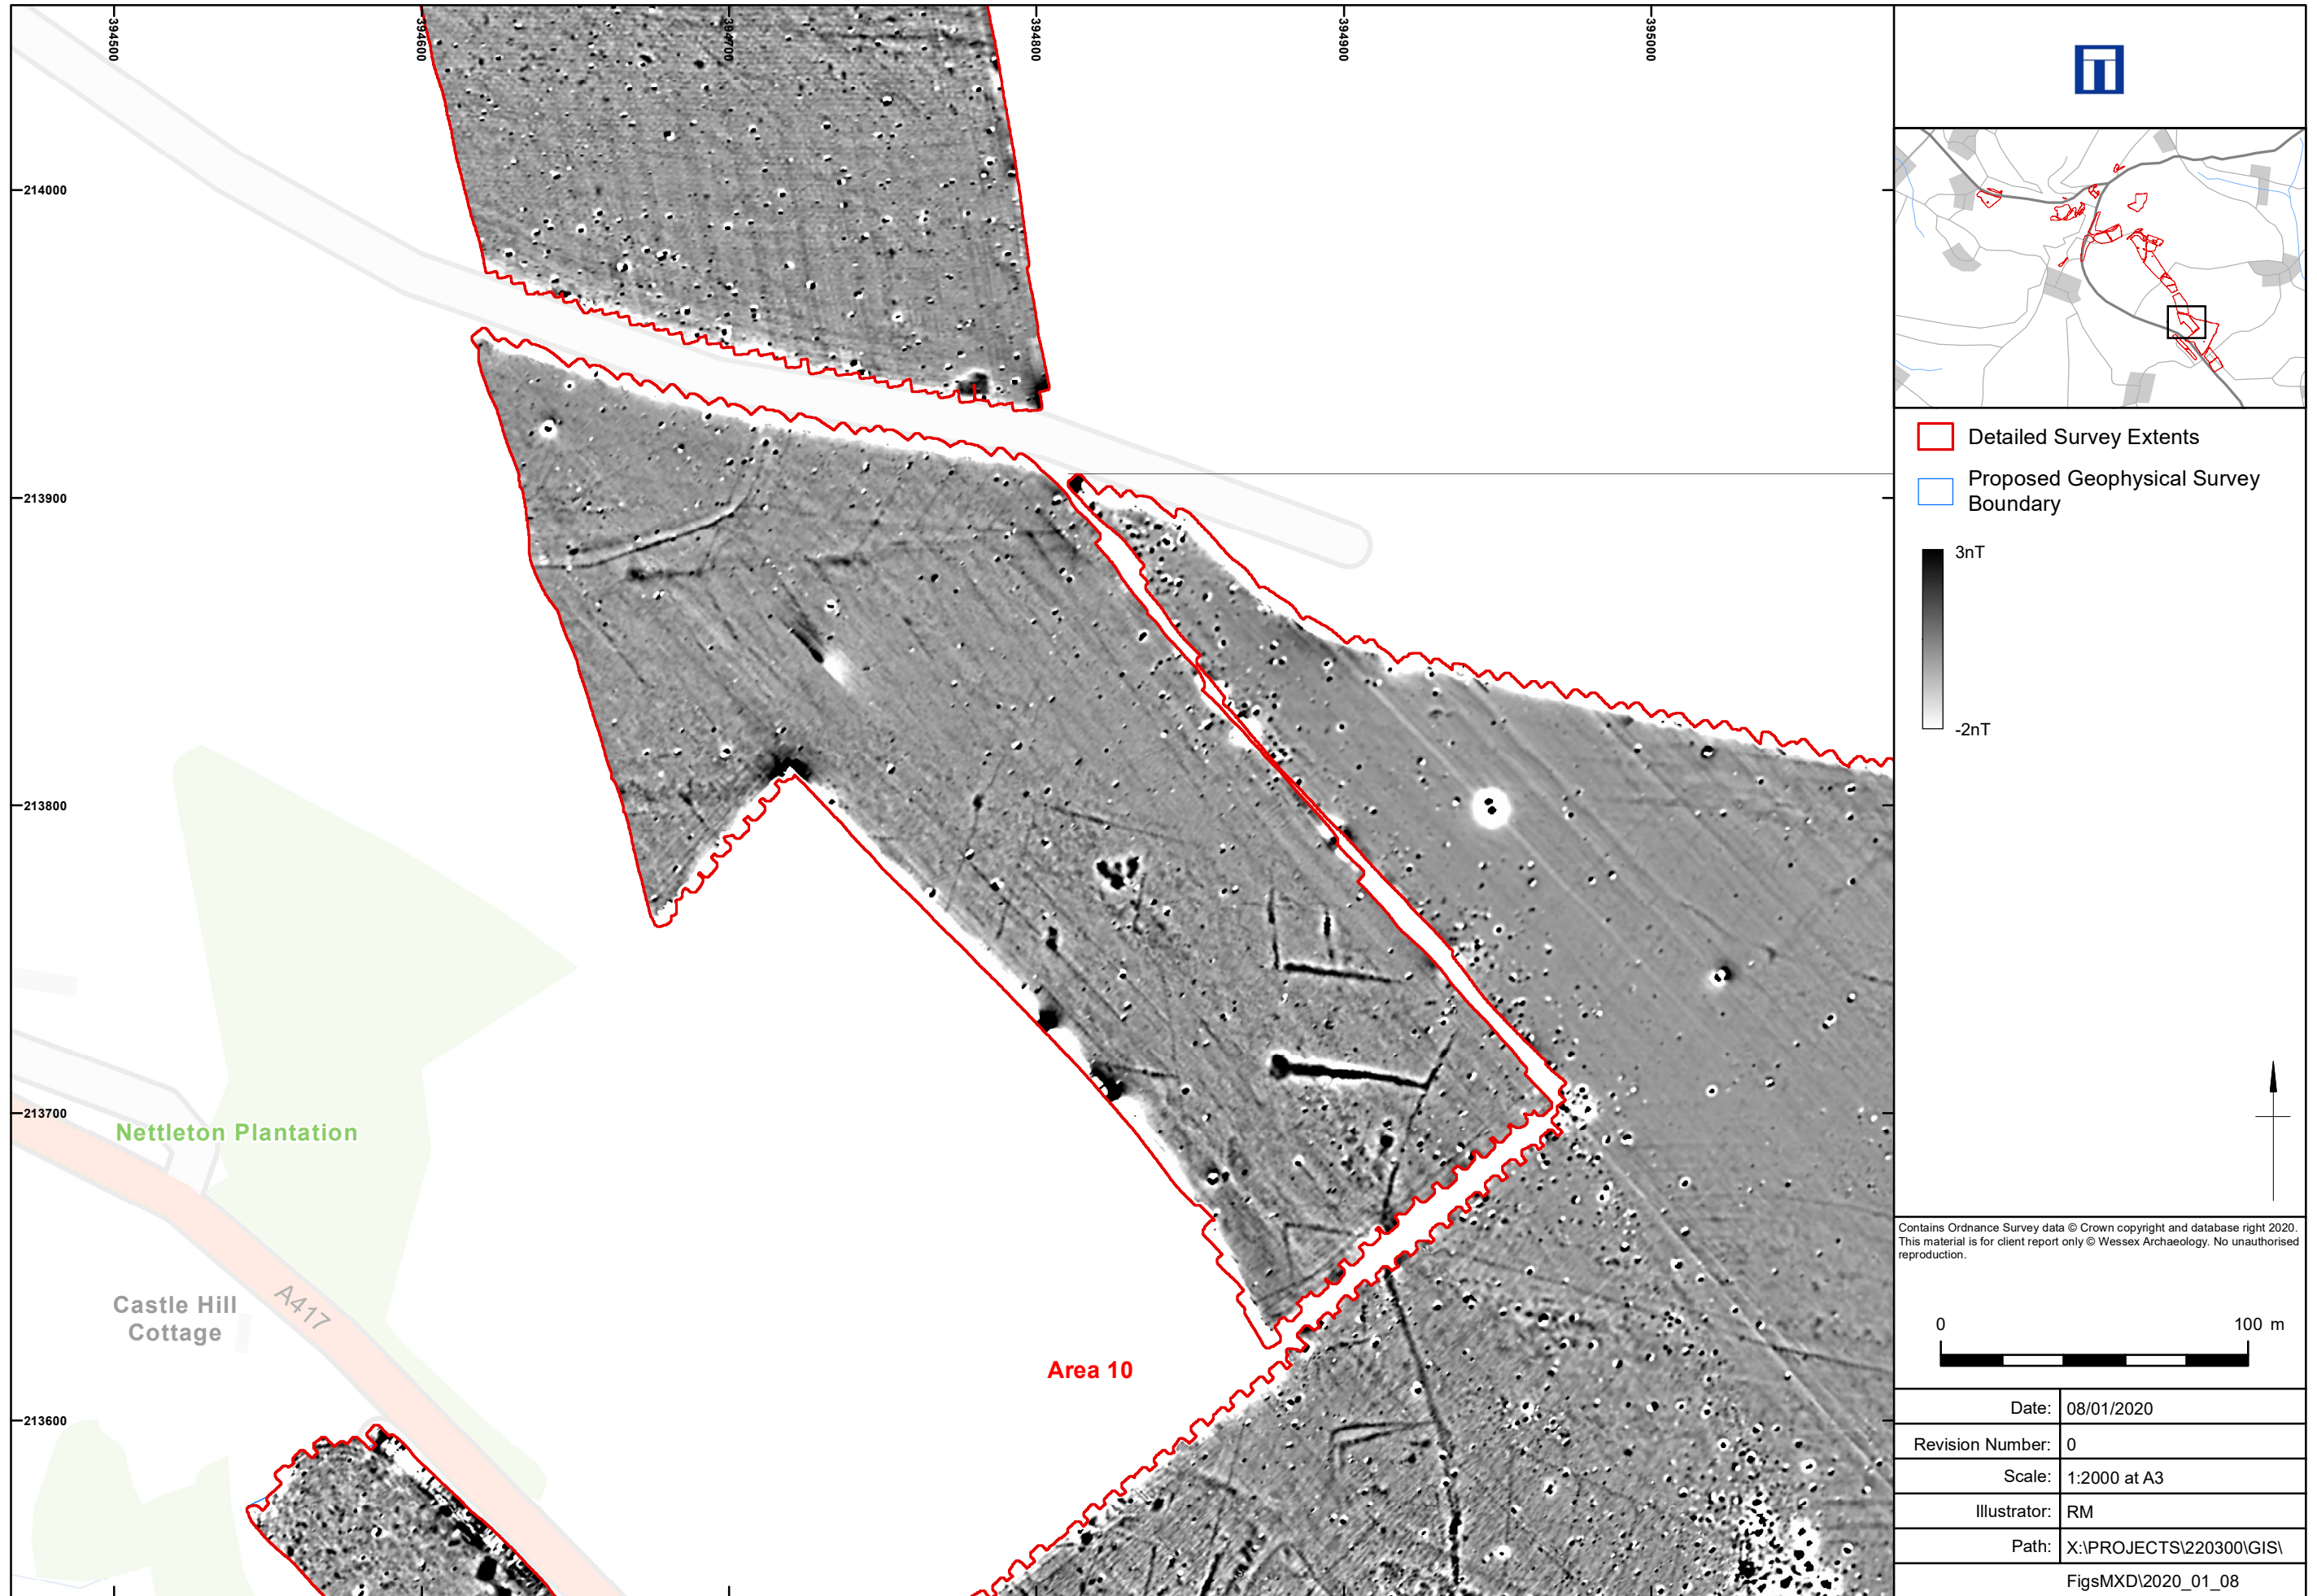 394500
394600
394700
394800
394900
395000
214000
213900
213800
213700
213600
Nettleton Plantation
Castle Hill
Cottage
A417
Area 10
Detailed Survey Extents
Proposed Geophysical Survey
Boundary
3nT
-2nT
Contains Ordnance Survey data © Crown copyright and database right 2020.
This material is for client report only © Wessex Archaeology. No unauthorised
reproduction.
0 100 m
Date: 08/01/2020
Revision Number: 0
Scale: 1:2000 at A3
Illustrator: RM
Path: X:\PROJECTS\220300\GIS\
FigsMXD\2020_01_08